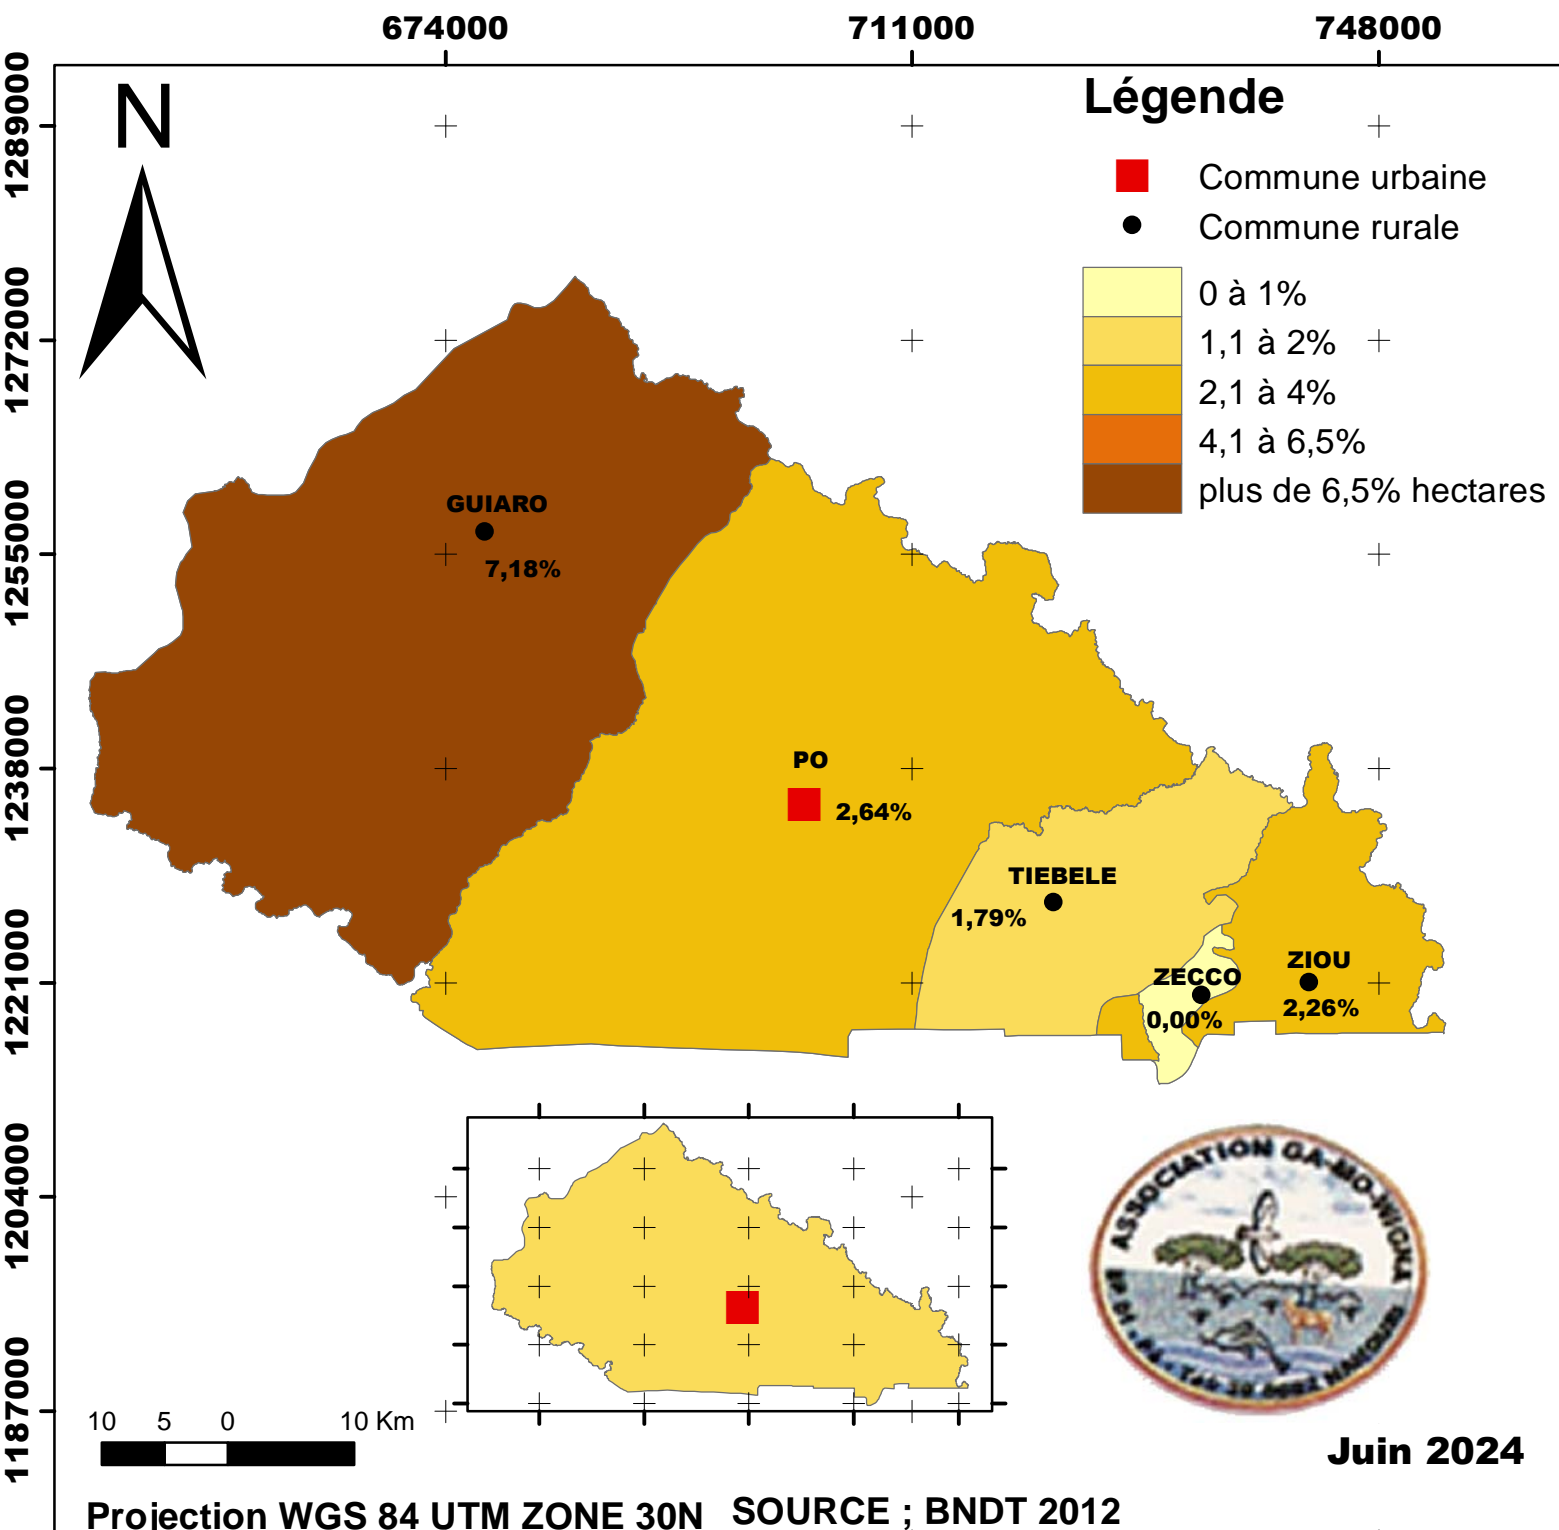 674000 711000 748000
1289000
1272000
1255000
1238000
1221000
1204000
1187000
N
Légende
Commune urbaine
Commune rurale
0 à 1%
1,1 à 2%
2,1 à 4%
4,1 à 6,5%
plus de 6,5% hectares
GUIARO
7,18%
PO
2,64%
TIEBELE
1,79%
ZECCO
0,00%
ZIOU
2,26%
ASSOCIATION GA-MO-WIGNA
10 5 0 10 Km
Juin 2024
Projection WGS 84 UTM ZONE 30N SOURCE ; BNDT 2012